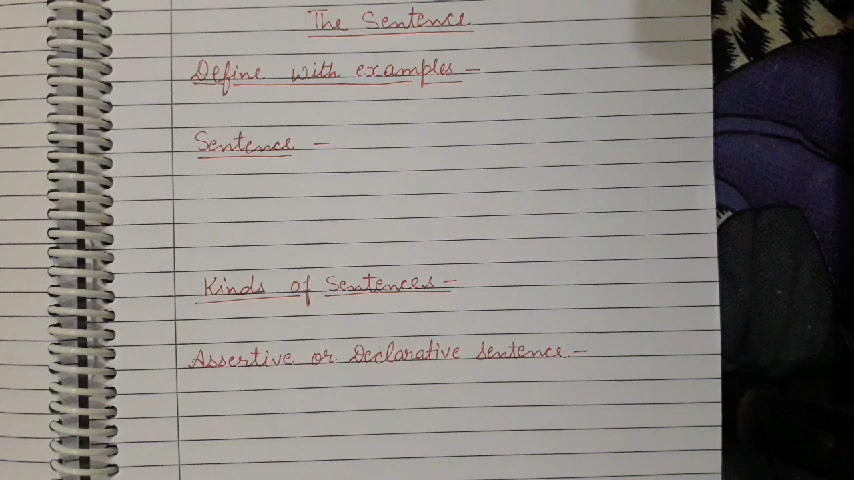 The Sentence
Define with examples -
Sentence -
Kinds of Sentences -
Assertive or Declarative sentence -